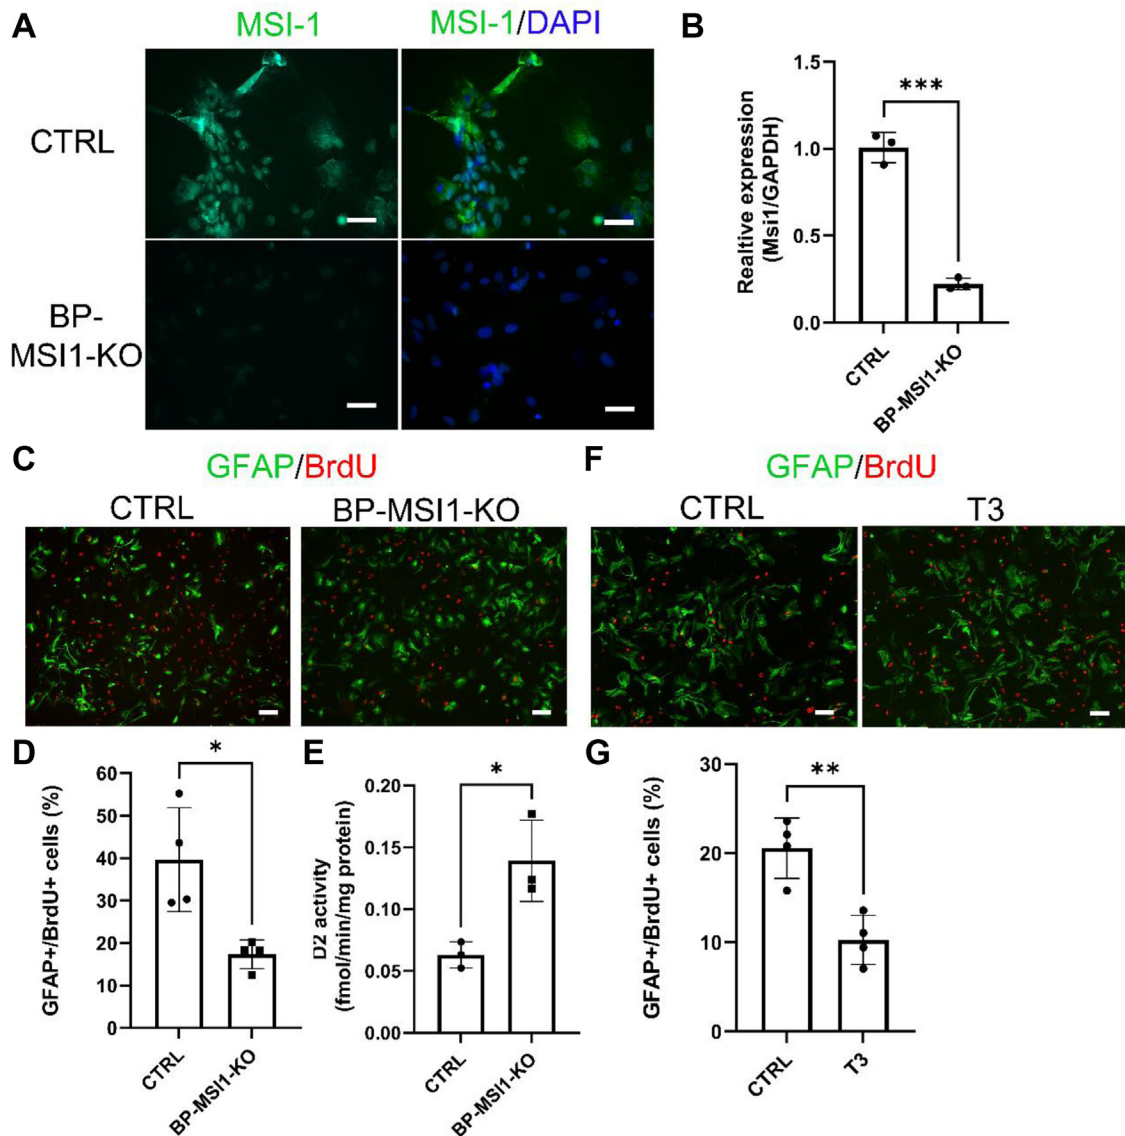 A
MSI-1
MSI-1/DAPI
CTRL
BP-
MSI1-KO
B
Realtive expression
(Msi1/GAPDH)
1.5
1.0
0.5
0.0
***
CTRL
BP-MSI1-KO
C
GFAP/BrdU
CTRL
BP-MSI1-KO
F
GFAP/BrdU
CTRL
T3
D
GFAP+/BrdU+ cells (%)
60
50
40
30
20
10
0
*
CTRL
BP-MSI1-KO
E
D2 activity
(fmol/min/mg protein)
0.20
0.15
0.10
0.05
0.00
*
CTRL
BP-MSI1-KO
G
GFAP+/BrdU+ cells (%)
30
20
10
0
**
CTRL
T3